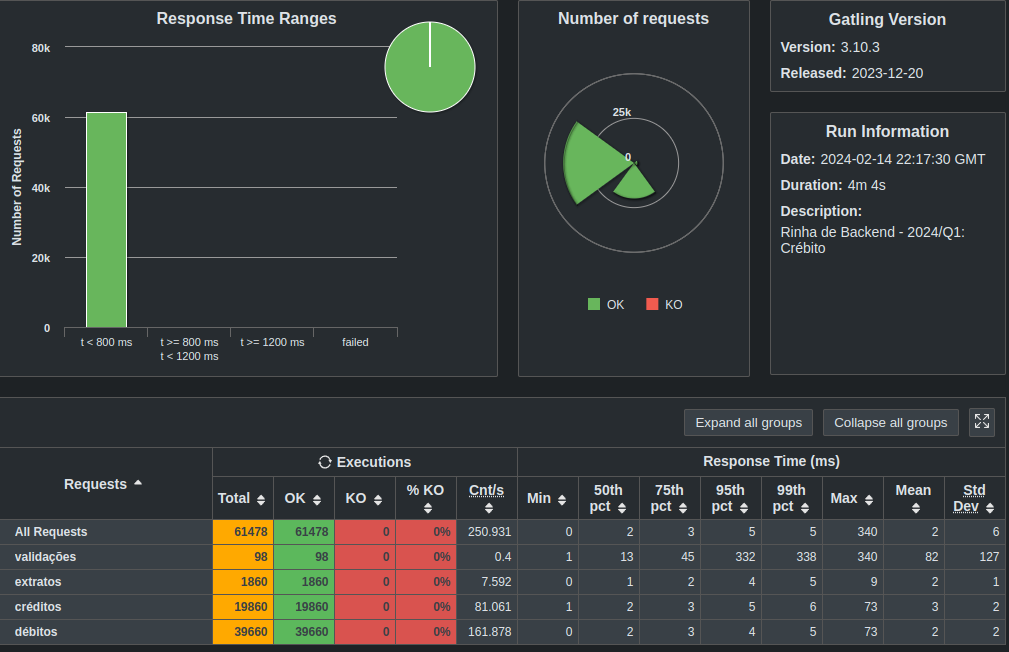 Response Time Ranges
80k
60k
40k
20k
0
Number of Requests
t < 800 ms
t >= 800 ms
t < 1200 ms
t >= 1200 ms
failed
Number of requests
25k
0
OK
KO
Gatling Version
Version: 3.10.3
Released: 2023-12-20
Run Information
Date: 2024-02-14 22:17:30 GMT
Duration: 4m 4s
Description:
Rinha de Backend - 2024/Q1:
Crébito
Expand all groups
Collapse all groups
Requests
Executions
Response Time (ms)
Total OK KO % KO Cnt/s Min 50th pct 75th pct 95th pct 99th pct Max Mean Std Dev
All Requests 61478 61478 0 0% 250.931 0 2 3 5 5 340 2 6
validações 98 98 0 0% 0.4 1 13 45 332 338 340 82 127
extratos 1860 1860 0 0% 7.592 0 1 2 4 5 9 2 1
créditos 19860 19860 0 0% 81.061 1 2 3 5 6 73 3 2
débitos 39660 39660 0 0% 161.878 0 2 3 4 5 73 2 2